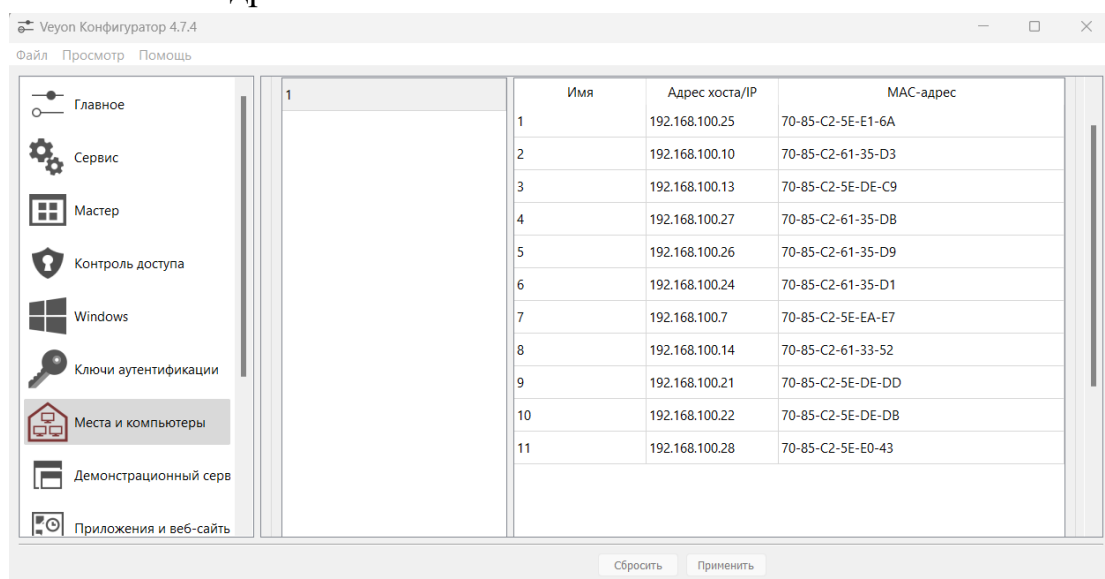 Veyon Конфигуратор 4.7.4
Файл Просмотр Помощь
Главное
Сервис
Мастер
Контроль доступа
Windows
Ключи аутентификации
Места и компьютеры
Демонстрационный серв
Приложения и веб-сайть
1
Имя Адрес хоста/IP MAC-адрес
1 192.168.100.25 70-85-C2-5E-E1-6A
2 192.168.100.10 70-85-C2-61-35-D3
3 192.168.100.13 70-85-C2-5E-DE-C9
4 192.168.100.27 70-85-C2-61-35-DB
5 192.168.100.26 70-85-C2-61-35-D9
6 192.168.100.24 70-85-C2-61-35-D1
7 192.168.100.7 70-85-C2-5E-EA-E7
8 192.168.100.14 70-85-C2-61-33-52
9 192.168.100.21 70-85-C2-5E-DE-DD
10 192.168.100.22 70-85-C2-5E-DE-DB
11 192.168.100.28 70-85-C2-5E-E0-43
Сбросить Применить